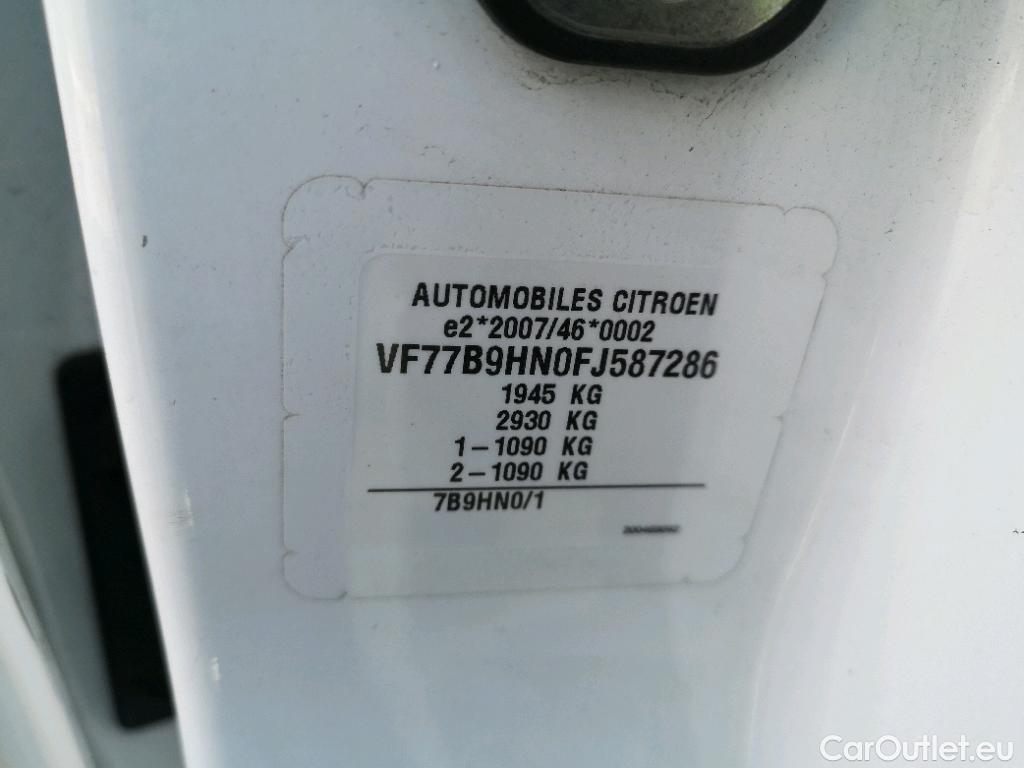 AUTOMOBILES CITROEN
e2*2007/46*0002
VF77B9HN0FJ587286
1945 KG
2930 KG
1-1090 KG
2-1090 KG
7B9HN0/1
CarOutlet.eu